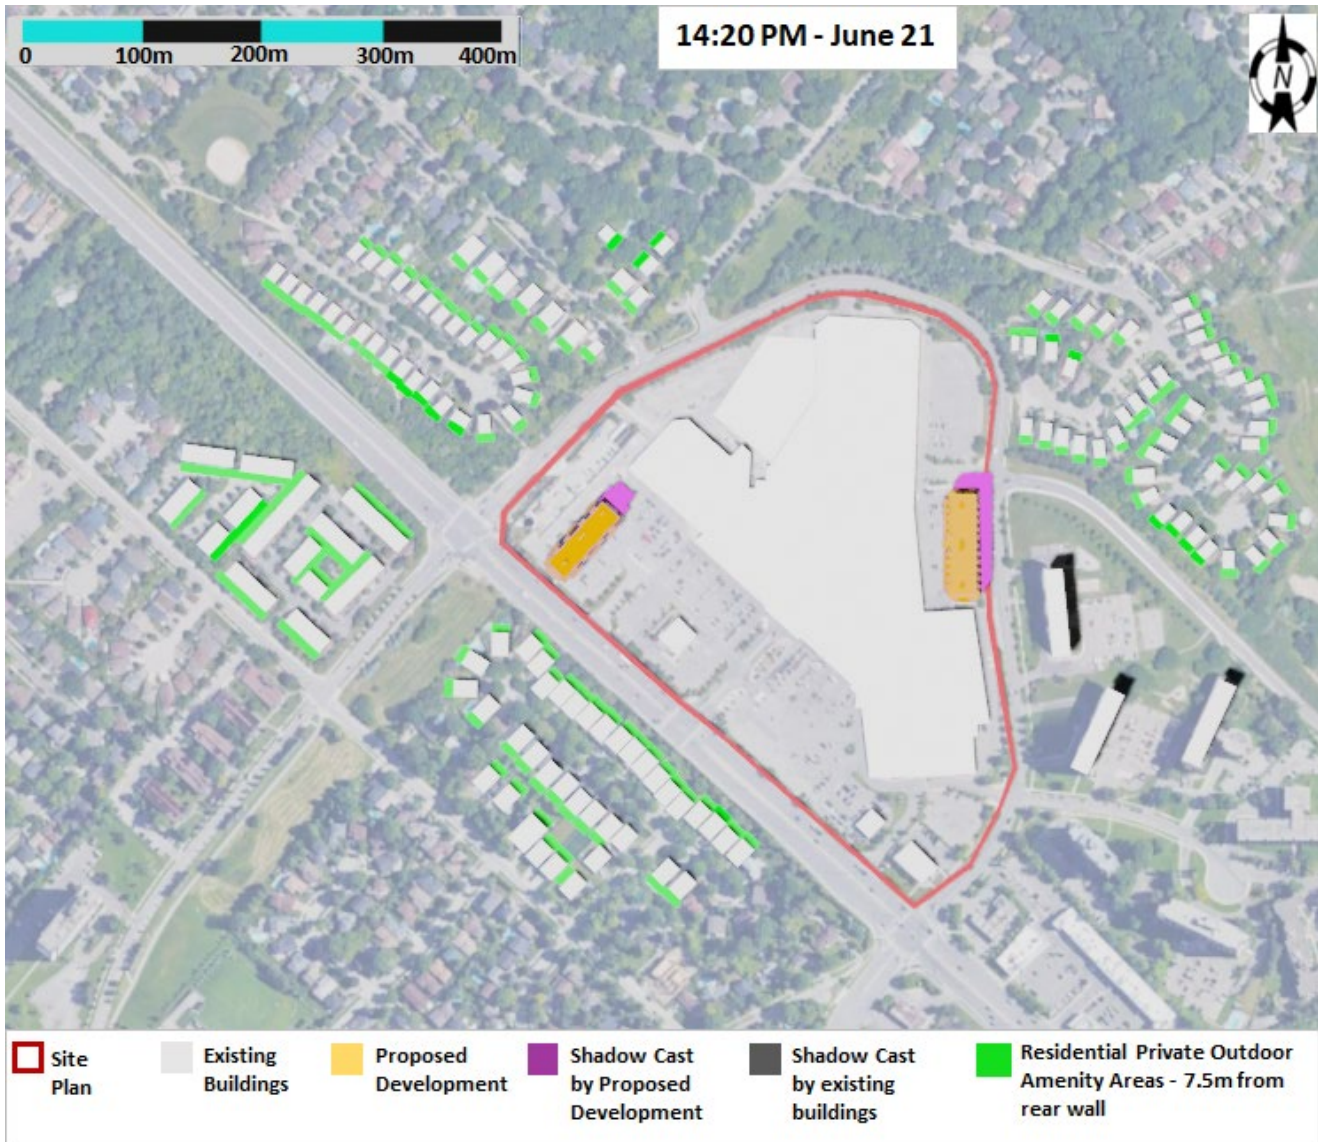 14:20 PM - June 21
0 100m 200m 300m 400m
N
Site
Plan
Existing
Buildings
Proposed
Development
Shadow Cast
by Proposed
Development
Shadow Cast
by existing
buildings
Residential Private Outdoor
Amenity Areas - 7.5m from
rear wall